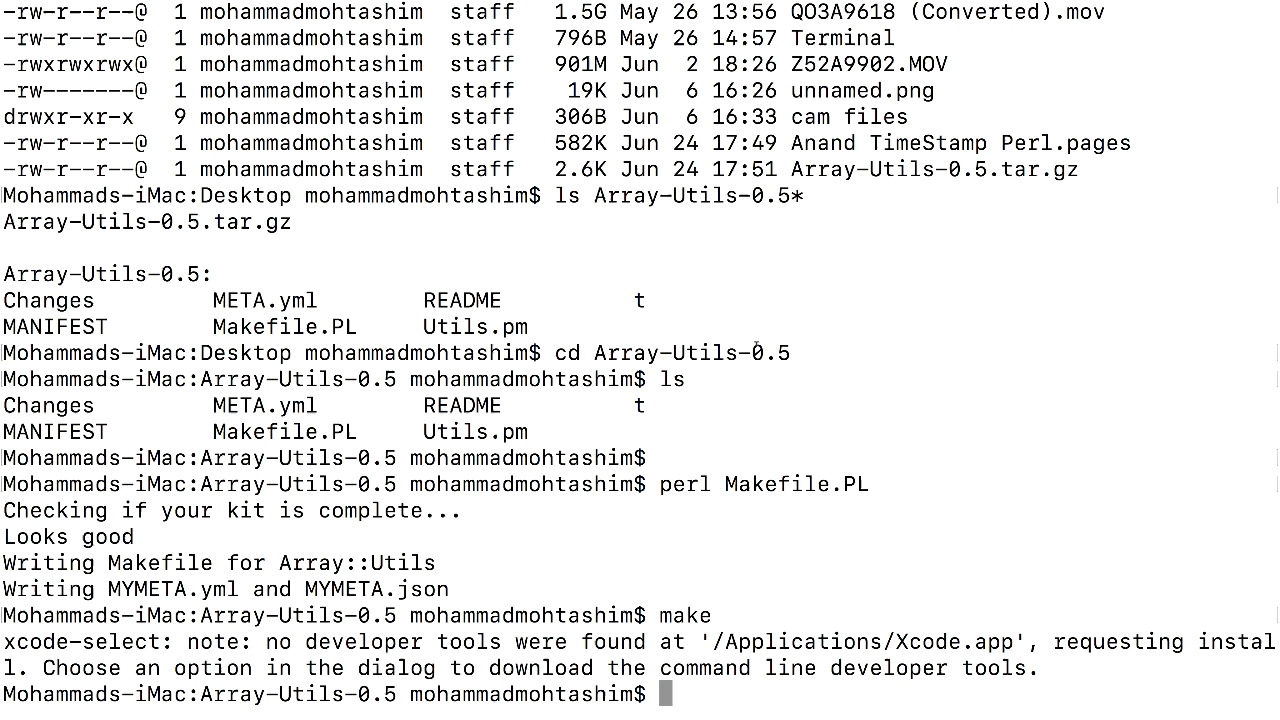 -rw-r--r--@  1 mohammadmohtashim  staff   1.5G May 26 13:56 QO3A9618 (Converted).mov
-rw-r--r--@  1 mohammadmohtashim  staff   796B May 26 14:57 Terminal
-rwxrwxrwx@  1 mohammadmohtashim  staff   901M Jun  2 18:26 Z52A9902.MOV
-rw-------@  1 mohammadmohtashim  staff    19K Jun  6 16:26 unnamed.png
drwxr-xr-x   9 mohammadmohtashim  staff   306B Jun  6 16:33 cam files
-rw-r--r--@  1 mohammadmohtashim  staff   582K Jun 24 17:49 Anand TimeStamp Perl.pages
-rw-r--r--@  1 mohammadmohtashim  staff   2.6K Jun 24 17:51 Array-Utils-0.5.tar.gz
Mohammads-iMac:Desktop mohammadmohtashim$ ls Array-Utils-0.5*
Array-Utils-0.5.tar.gz

Array-Utils-0.5:
Changes         META.yml        README          t
MANIFEST        Makefile.PL     Utils.pm
Mohammads-iMac:Desktop mohammadmohtashim$ cd Array-Utils-0.5
Mohammads-iMac:Array-Utils-0.5 mohammadmohtashim$ ls
Changes         META.yml        README          t
MANIFEST        Makefile.PL     Utils.pm
Mohammads-iMac:Array-Utils-0.5 mohammadmohtashim$
Mohammads-iMac:Array-Utils-0.5 mohammadmohtashim$ perl Makefile.PL
Checking if your kit is complete...
Looks good
Writing Makefile for Array::Utils
Writing MYMETA.yml and MYMETA.json
Mohammads-iMac:Array-Utils-0.5 mohammadmohtashim$ make
xcode-select: note: no developer tools were found at '/Applications/Xcode.app', requesting instal
l. Choose an option in the dialog to download the command line developer tools.
Mohammads-iMac:Array-Utils-0.5 mohammadmohtashim$